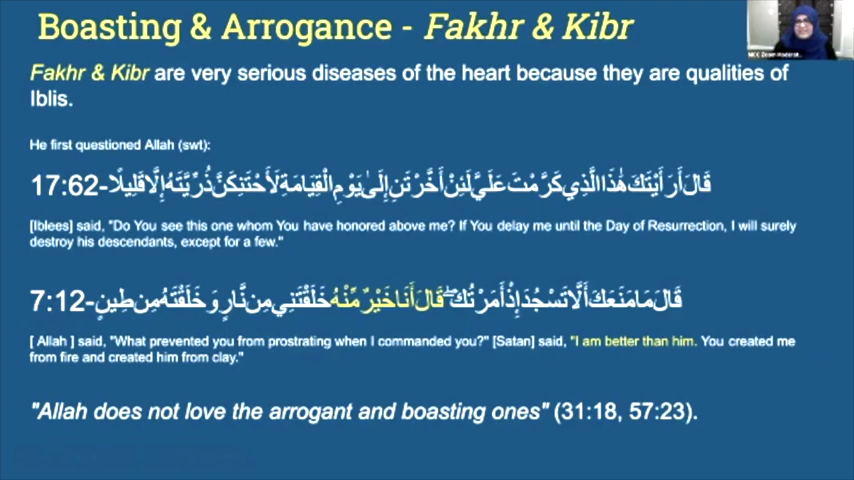 Boasting & Arrogance - Fakhr & Kibr
Fakhr & Kibr are very serious diseases of the heart because they are qualities of
Iblis.
He first questioned Allah (swt):
قَالَ أَرَأَيْتَكَ هَٰذَا الَّذِي كَرَّمْتَ عَلَيَّ لَئِنْ أَخَّرْتَنِ إِلَىٰ يَوْمِ الْقِيَامَةِ لَأَحْتَنِكَنَّ ذُرِّيَّتَهُ إِلَّا قَلِيلًا-17:62
[Iblees] said, "Do You see this one whom You have honored above me? If You delay me until the Day of Resurrection, I will surely
destroy his descendants, except for a few."
قَالَ مَا مَنَعَكَ أَلَّا تَسْجُدَ إِذْ أَمَرْتُكَ ۖ قَالَ أَنَا خَيْرٌ مِّنْهُ خَلَقْتَنِي مِن نَّارٍ وَخَلَقْتَهُ مِن طِينٍ-7:12
[ Allah ] said, "What prevented you from prostrating when I commanded you?" [Satan] said, "I am better than him. You created me
from fire and created him from clay."
"Allah does not love the arrogant and boasting ones" (31:18, 57:23).